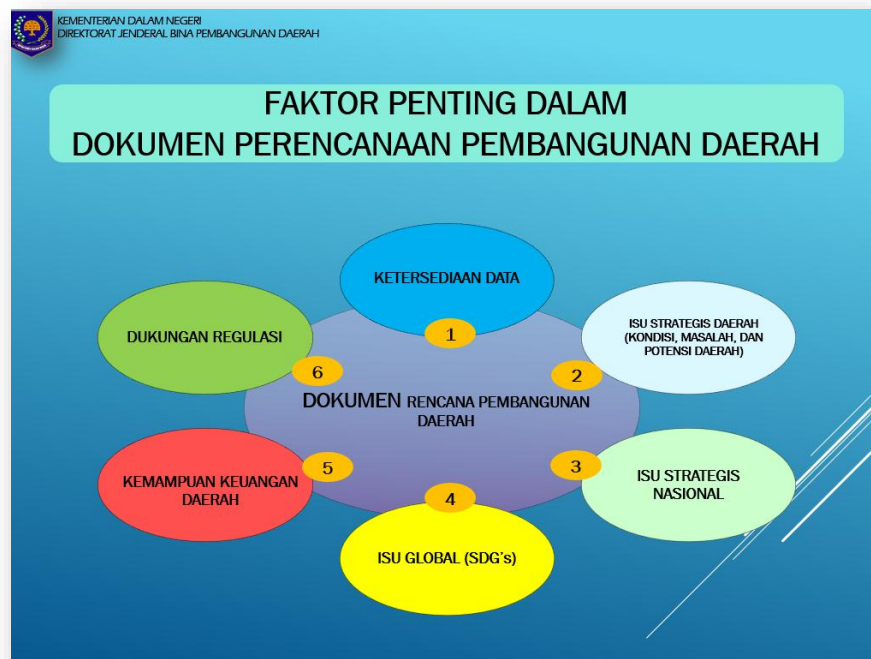 KEMENTERIAN DALAM NEGERI
DIREKTORAT JENDERAL BINA PEMBANGUNAN DAERAH
FAKTOR PENTING DALAM
DOKUMEN PERENCANAAN PEMBANGUNAN DAERAH
KETERSEDIAAN DATA
1
ISU STRATEGIS DAERAH
(KONDISI, MASALAH, DAN
POTENSI DAERAH)
2
ISU STRATEGIS
NASIONAL
3
ISU GLOBAL (SDG's)
4
KEMAMPUAN KEUANGAN
DAERAH
5
DUKUNGAN REGULASI
6
DOKUMEN RENCANA PEMBANGUNAN
DAERAH